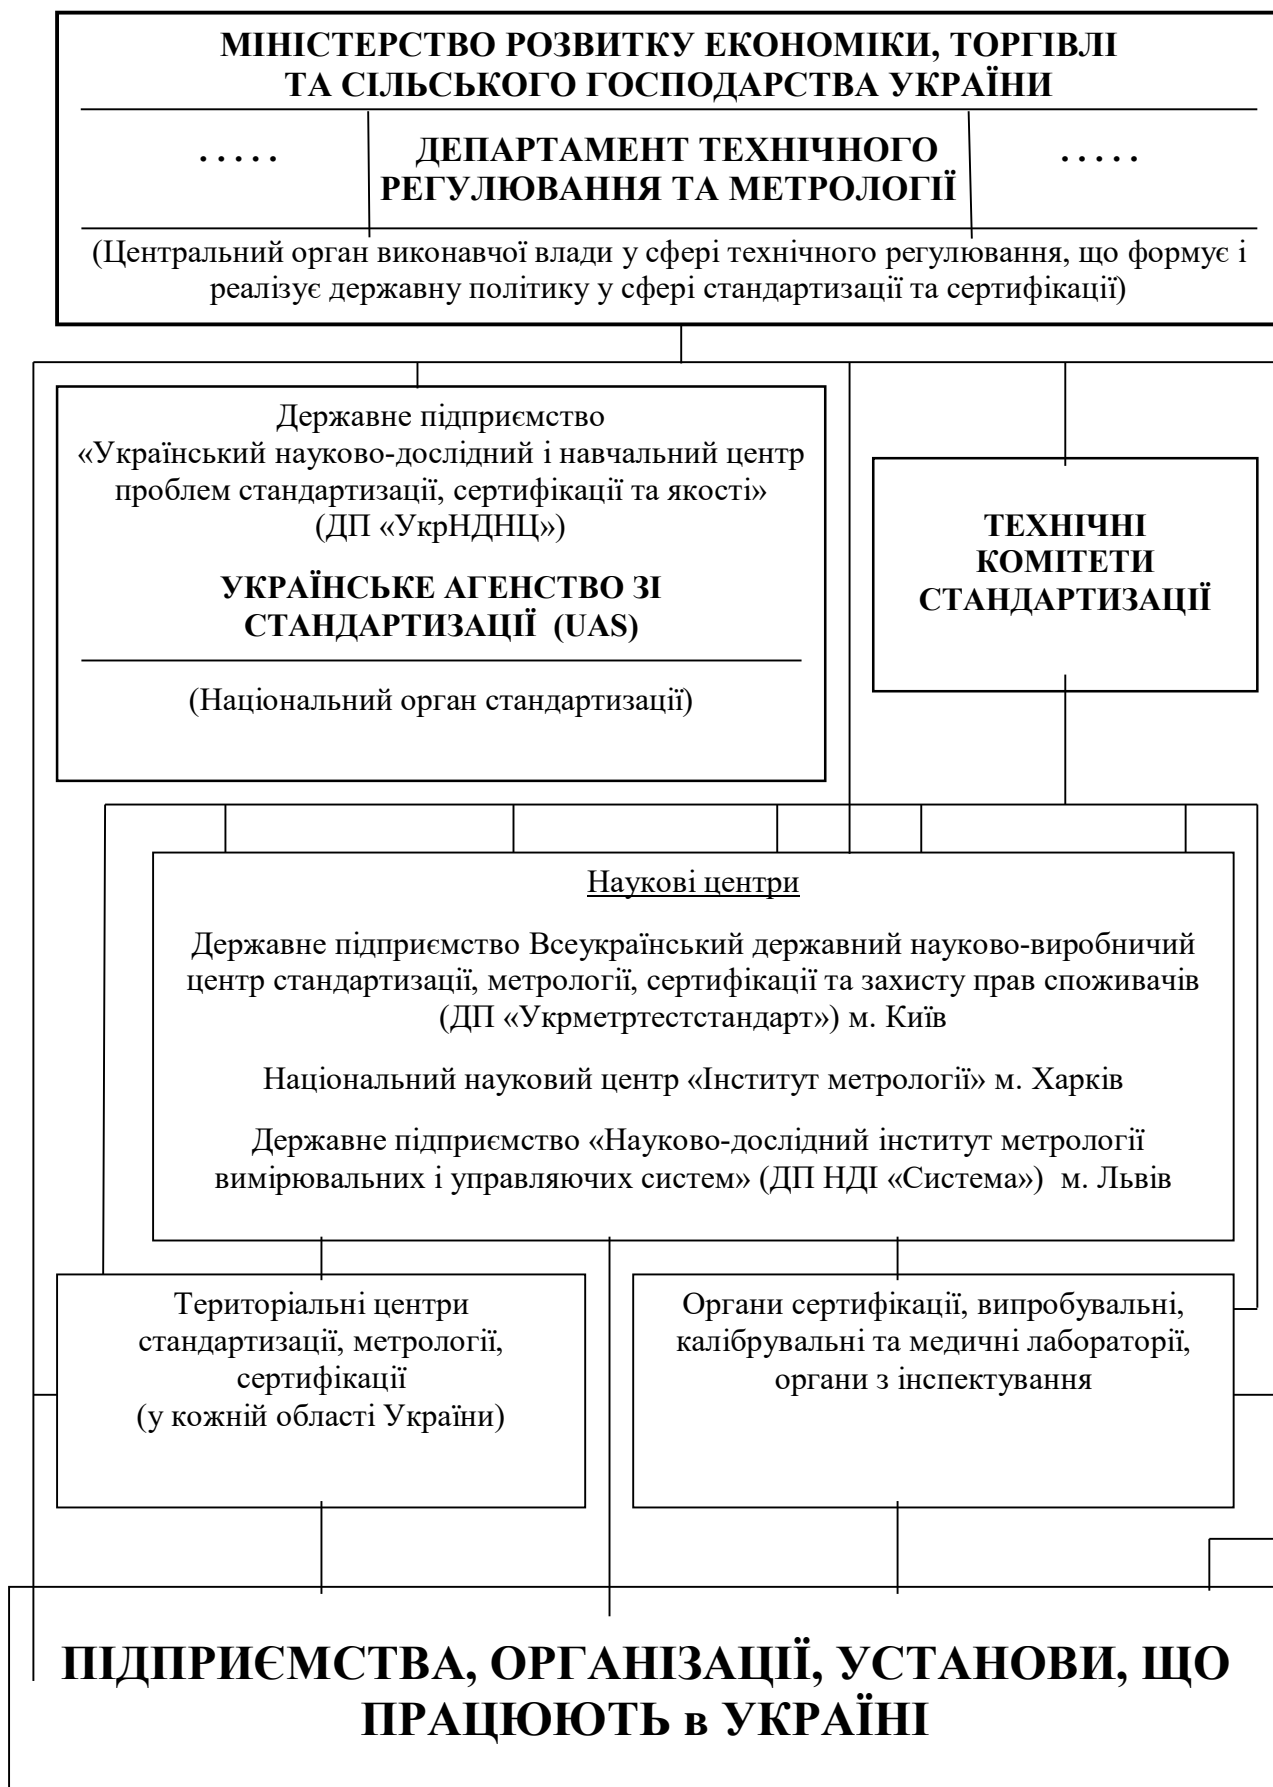 МІНІСТЕРСТВО РОЗВИТКУ ЕКОНОМІКИ, ТОРГІВЛІ
ТА СІЛЬСЬКОГО ГОСПОДАРСТВА УКРАЇНИ
. . . . .
ДЕПАРТАМЕНТ ТЕХНІЧНОГО
РЕГУЛЮВАННЯ ТА МЕТРОЛОГІЇ
. . . . .
(Центральний орган виконавчої влади у сфері технічного регулювання, що формує і
реалізує державну політику у сфері стандартизації та сертифікації)
Державне підприємство
«Український науково-дослідний і навчальний центр
проблем стандартизації, сертифікації та якості»
(ДП «УкрНДНЦ»)
УКРАЇНСЬКЕ АГЕНСТВО ЗІ
СТАНДАРТИЗАЦІЇ (UAS)
(Національний орган стандартизації)
ТЕХНІЧНІ
КОМІТЕТИ
СТАНДАРТИЗАЦІЇ
Наукові центри
Державне підприємство Всеукраїнський державний науково-виробничий
центр стандартизації, метрології, сертифікації та захисту прав споживачів
(ДП «Укрметртестстандарт») м. Київ
Національний науковий центр «Інститут метрології» м. Харків
Державне підприємство «Науково-дослідний інститут метрології
вимірювальних і управляючих систем» (ДП НДІ «Система») м. Львів
Територіальні центри
стандартизації, метрології,
сертифікації
(у кожній області України)
Органи сертифікації, випробувальні,
калібрувальні та медичні лабораторії,
органи з інспектування
ПІДПРИЄМСТВА, ОРГАНІЗАЦІЇ, УСТАНОВИ, ЩО
ПРАЦЮЮТЬ в УКРАЇНІ